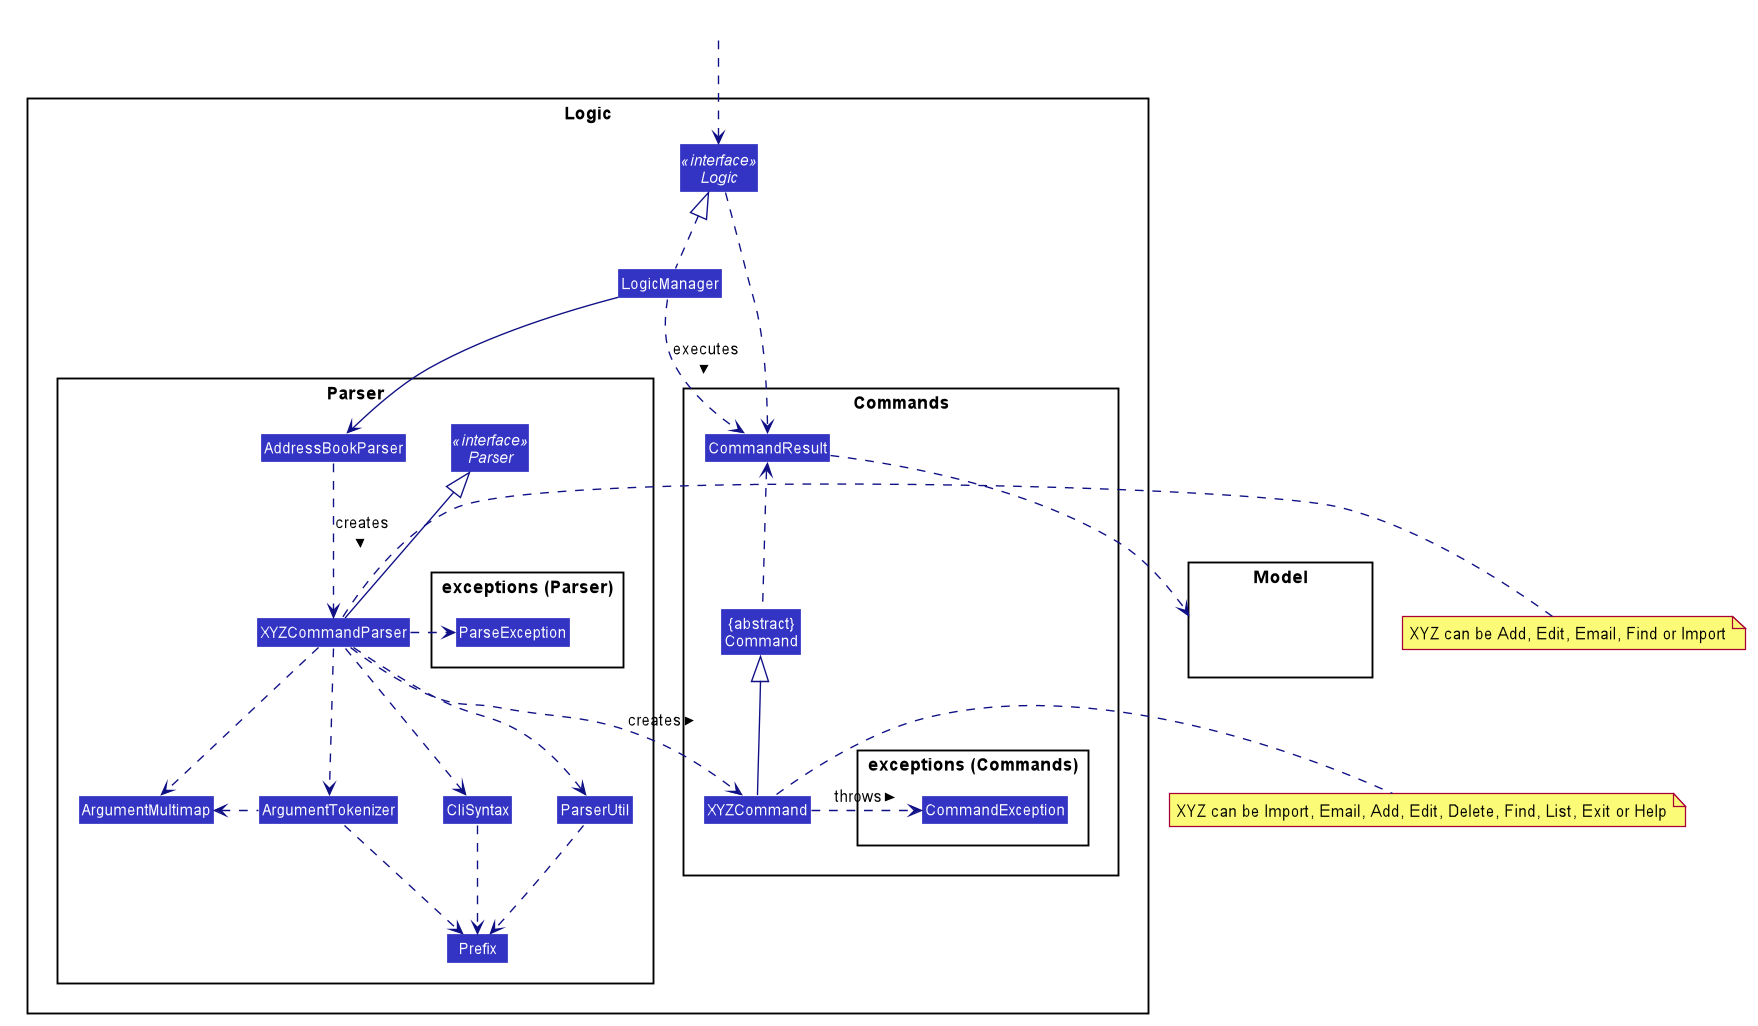 Logic
«interface»
Logic
LogicManager
executes
Parser
Commands
AddressBookParser
«interface»
Parser
CommandResult
creates
exceptions (Parser)
Model
XYZCommandParser
ParseException
{abstract}
Command
XYZ can be Add, Edit, Email, Find or Import
creates
exceptions (Commands)
ArgumentMultimap
ArgumentTokenizer
CliSyntax
ParserUtil
XYZCommand
throws
CommandException
XYZ can be Import, Email, Add, Edit, Delete, Find, List, Exit or Help
Prefix